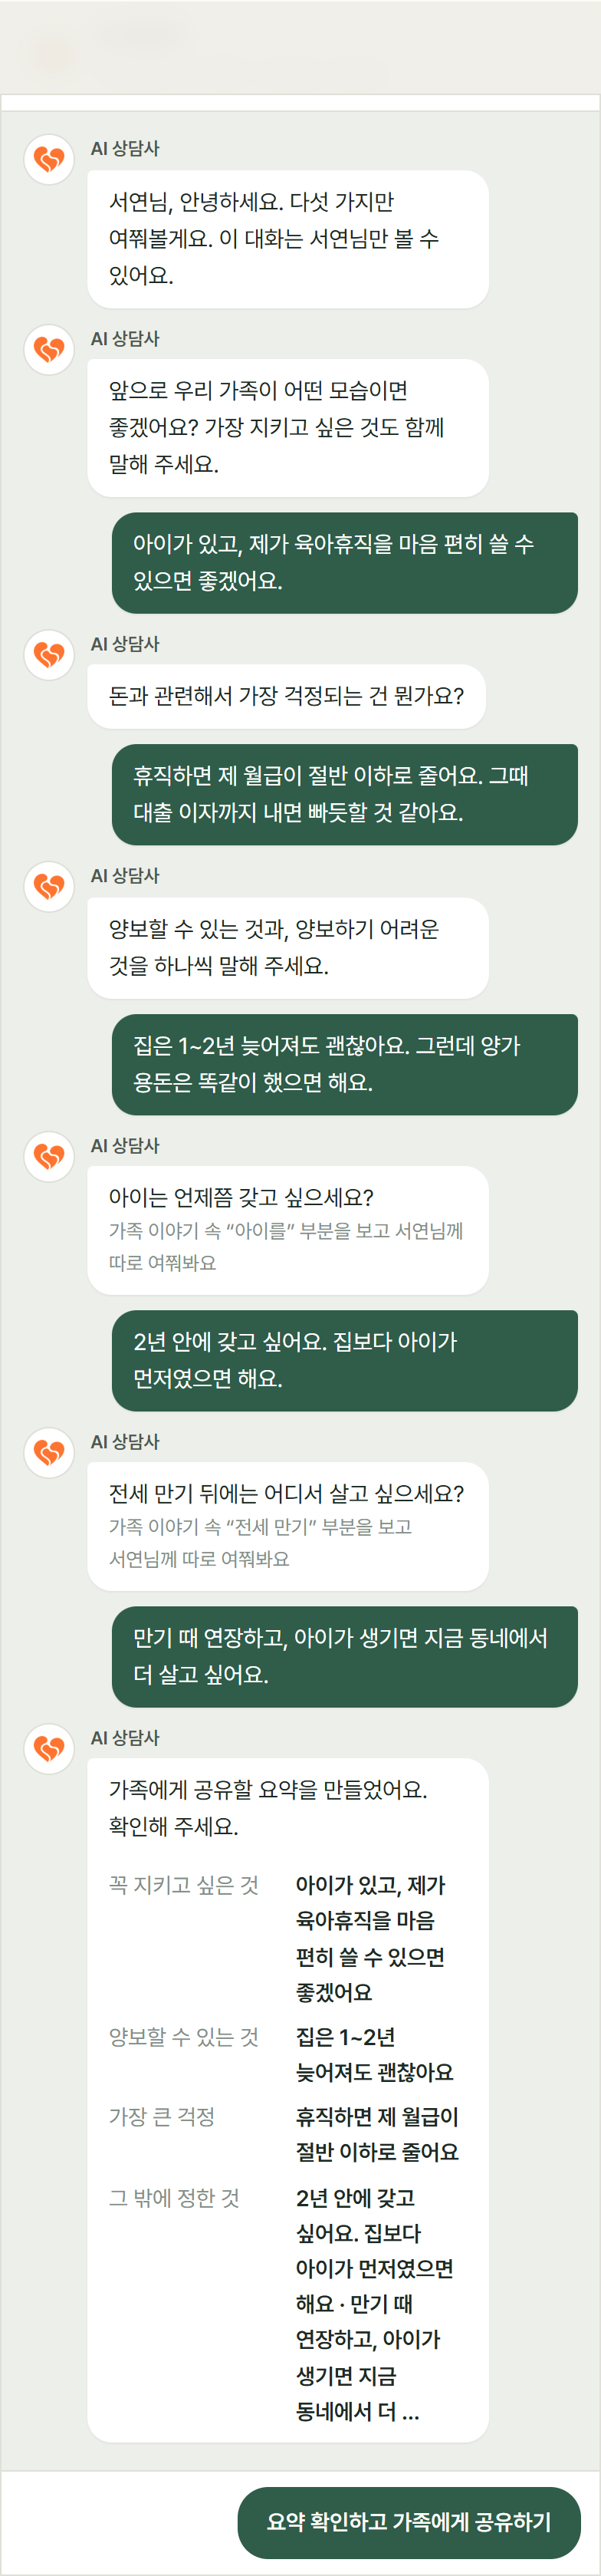 AI 상담사
서연님, 안녕하세요. 다섯 가지만
여쭤볼게요. 이 대화는 서연님만 볼 수
있어요.
AI 상담사
앞으로 우리 가족이 어떤 모습이면
좋겠어요? 가장 지키고 싶은 것도 함께
말해 주세요.
아이가 있고, 제가 육아휴직을 마음 편히 쓸 수
있으면 좋겠어요.
AI 상담사
돈과 관련해서 가장 걱정되는 건 뭔가요?
휴직하면 제 월급이 절반 이하로 줄어요. 그때
대출 이자까지 내면 빠듯할 것 같아요.
AI 상담사
양보할 수 있는 것과, 양보하기 어려운
것을 하나씩 말해 주세요.
집은 1~2년 늦어져도 괜찮아요. 그런데 양가
용돈은 똑같이 했으면 해요.
AI 상담사
아이는 언제쯤 갖고 싶으세요?
가족 이야기 속 “아이를” 부분을 보고 서연님께
따로 여쭤봐요
2년 안에 갖고 싶어요. 집보다 아이가
먼저였으면 해요.
AI 상담사
전세 만기 뒤에는 어디서 살고 싶으세요?
가족 이야기 속 “전세 만기” 부분을 보고
서연님께 따로 여쭤봐요
만기 때 연장하고, 아이가 생기면 지금 동네에서
더 살고 싶어요.
AI 상담사
가족에게 공유할 요약을 만들었어요.
확인해 주세요.
꼭 지키고 싶은 것
아이가 있고, 제가
육아휴직을 마음
편히 쓸 수 있으면
좋겠어요
양보할 수 있는 것
집은 1~2년
늦어져도 괜찮아요
가장 큰 걱정
휴직하면 제 월급이
절반 이하로 줄어요
그 밖에 정한 것
2년 안에 갖고
싶어요. 집보다
아이가 먼저였으면
해요 · 만기 때
연장하고, 아이가
생기면 지금
동네에서 더 ...
요약 확인하고 가족에게 공유하기